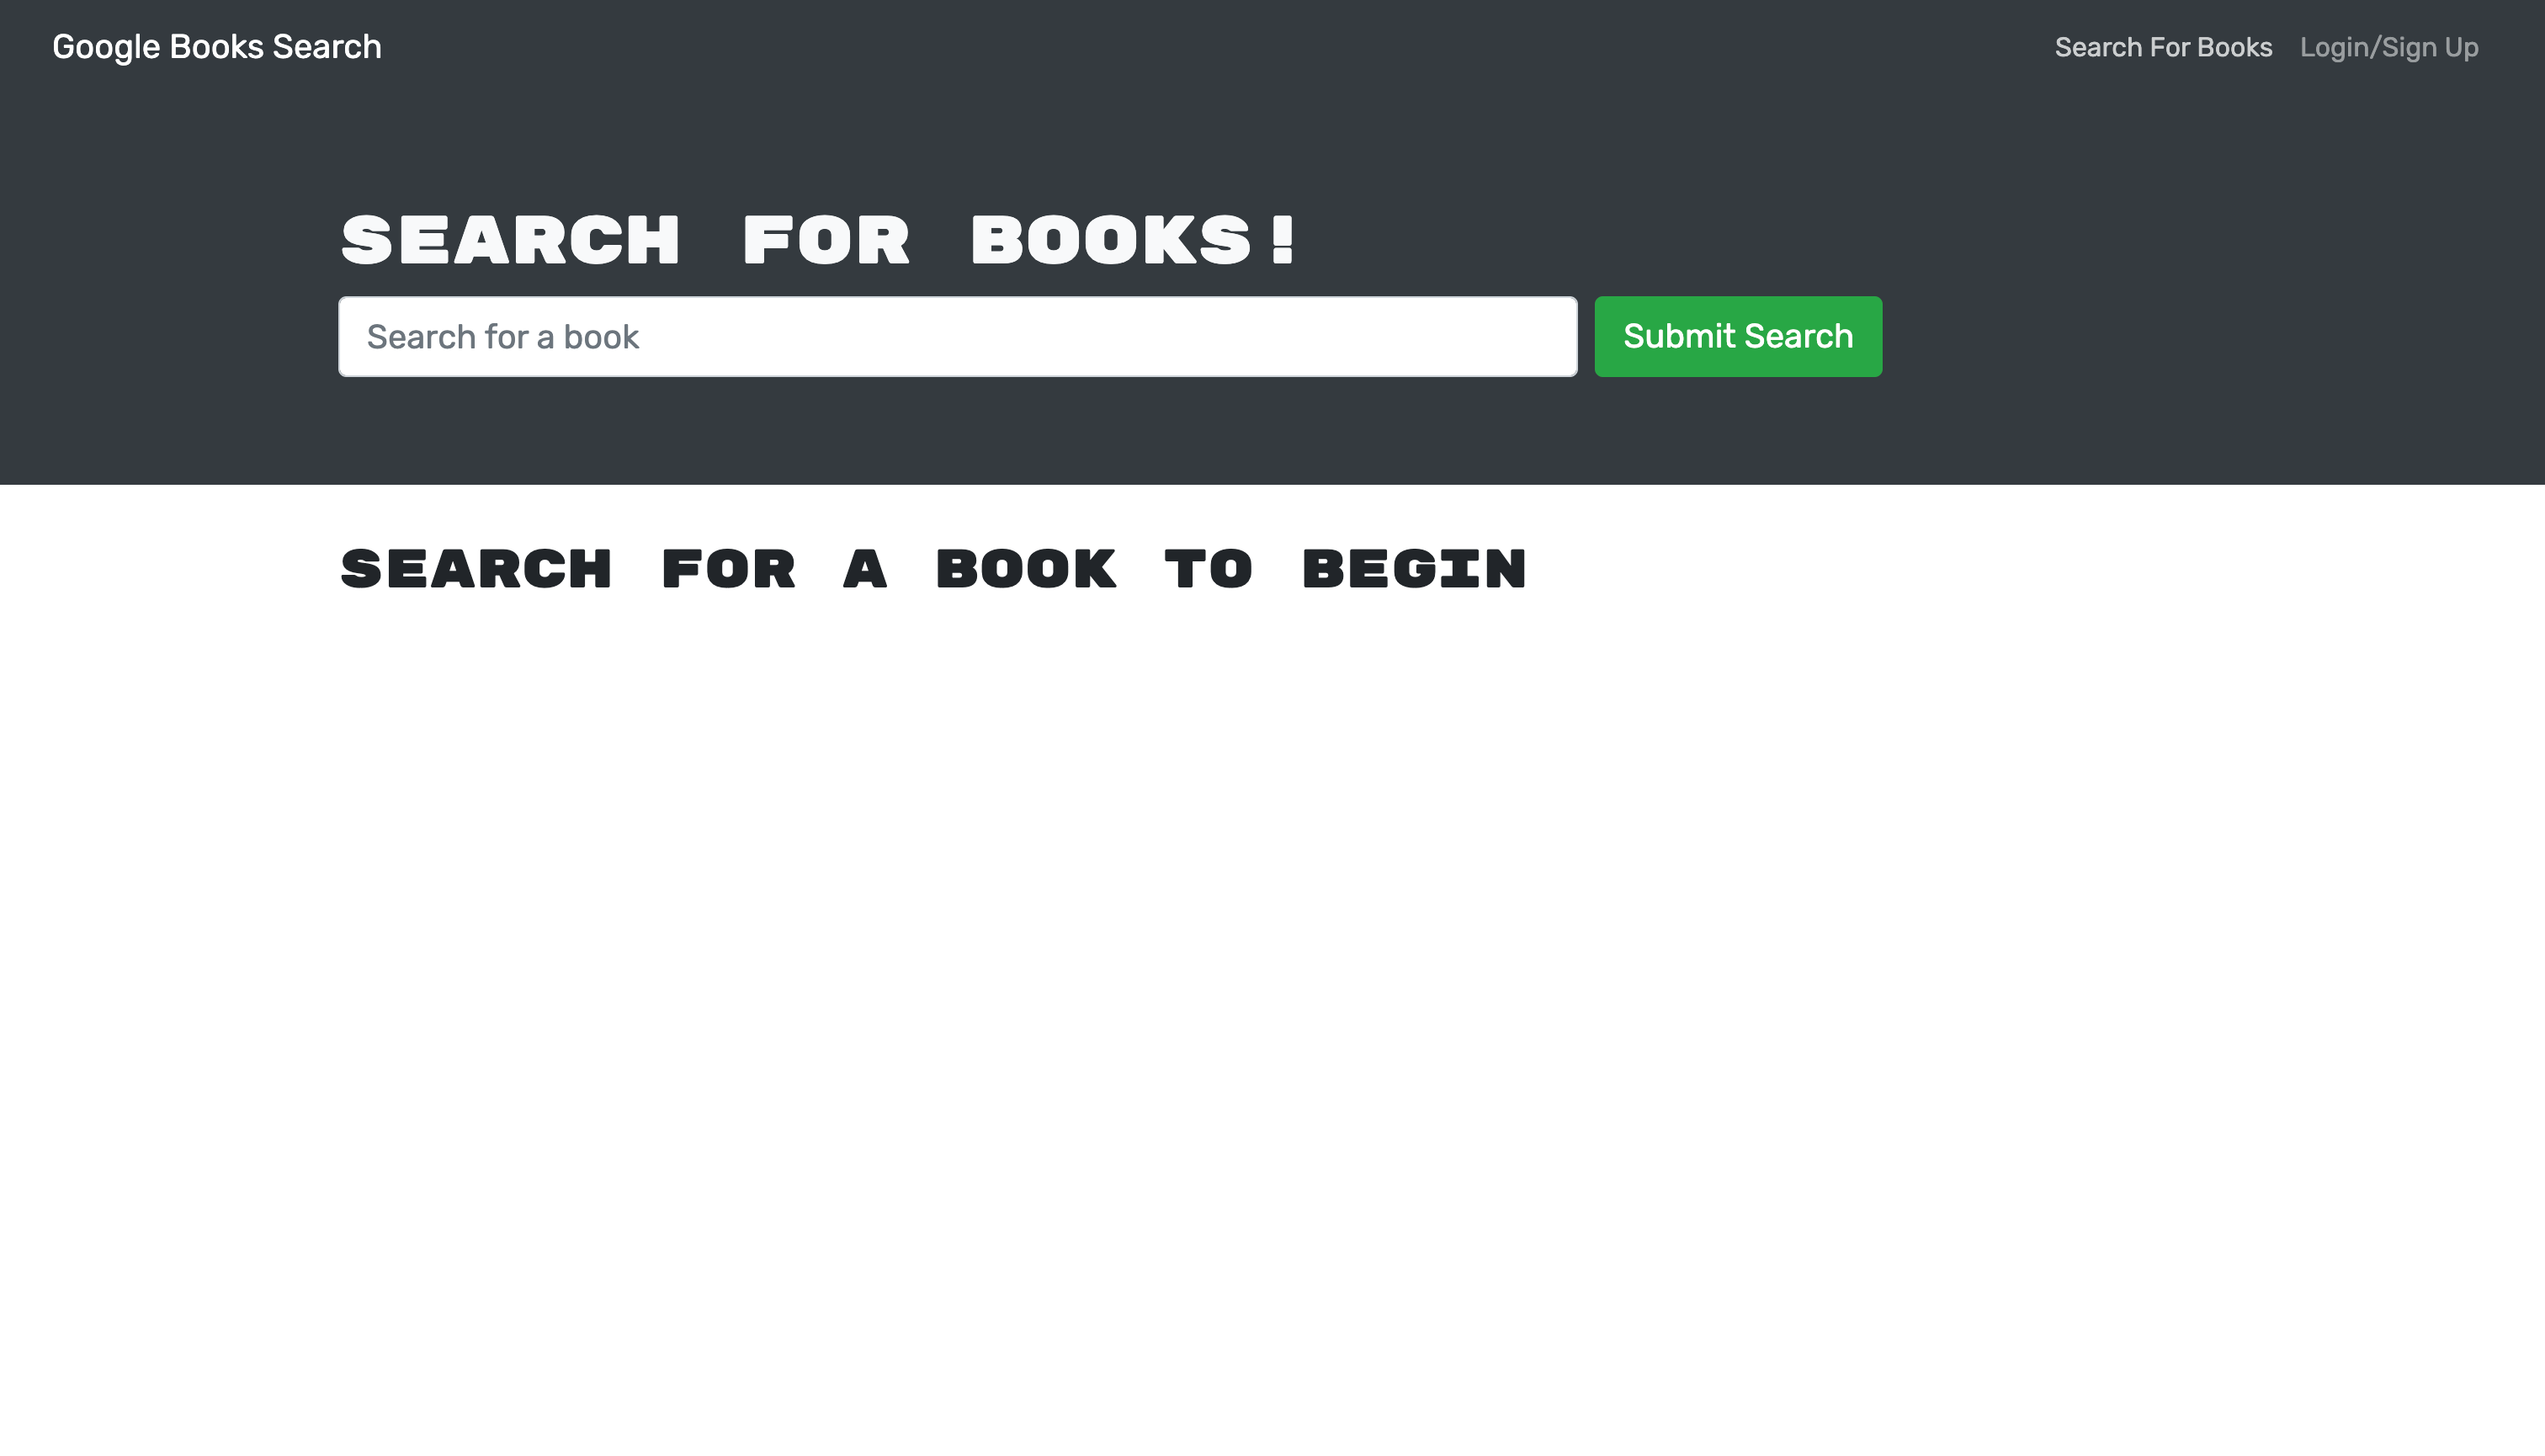 Google Books Search
Search For Books Login/Sign Up
SEARCH FOR BOOKS!
Search for a book
Submit Search
SEARCH FOR A BOOK TO BEGIN